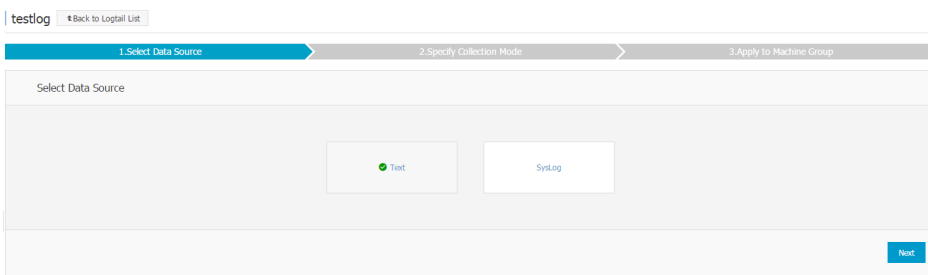 testlog Back to Logtail List
1.Select Data Source 2.Specify Collection Mode 3.Apply to Machine Group
Select Data Source
Text SysLog
Next